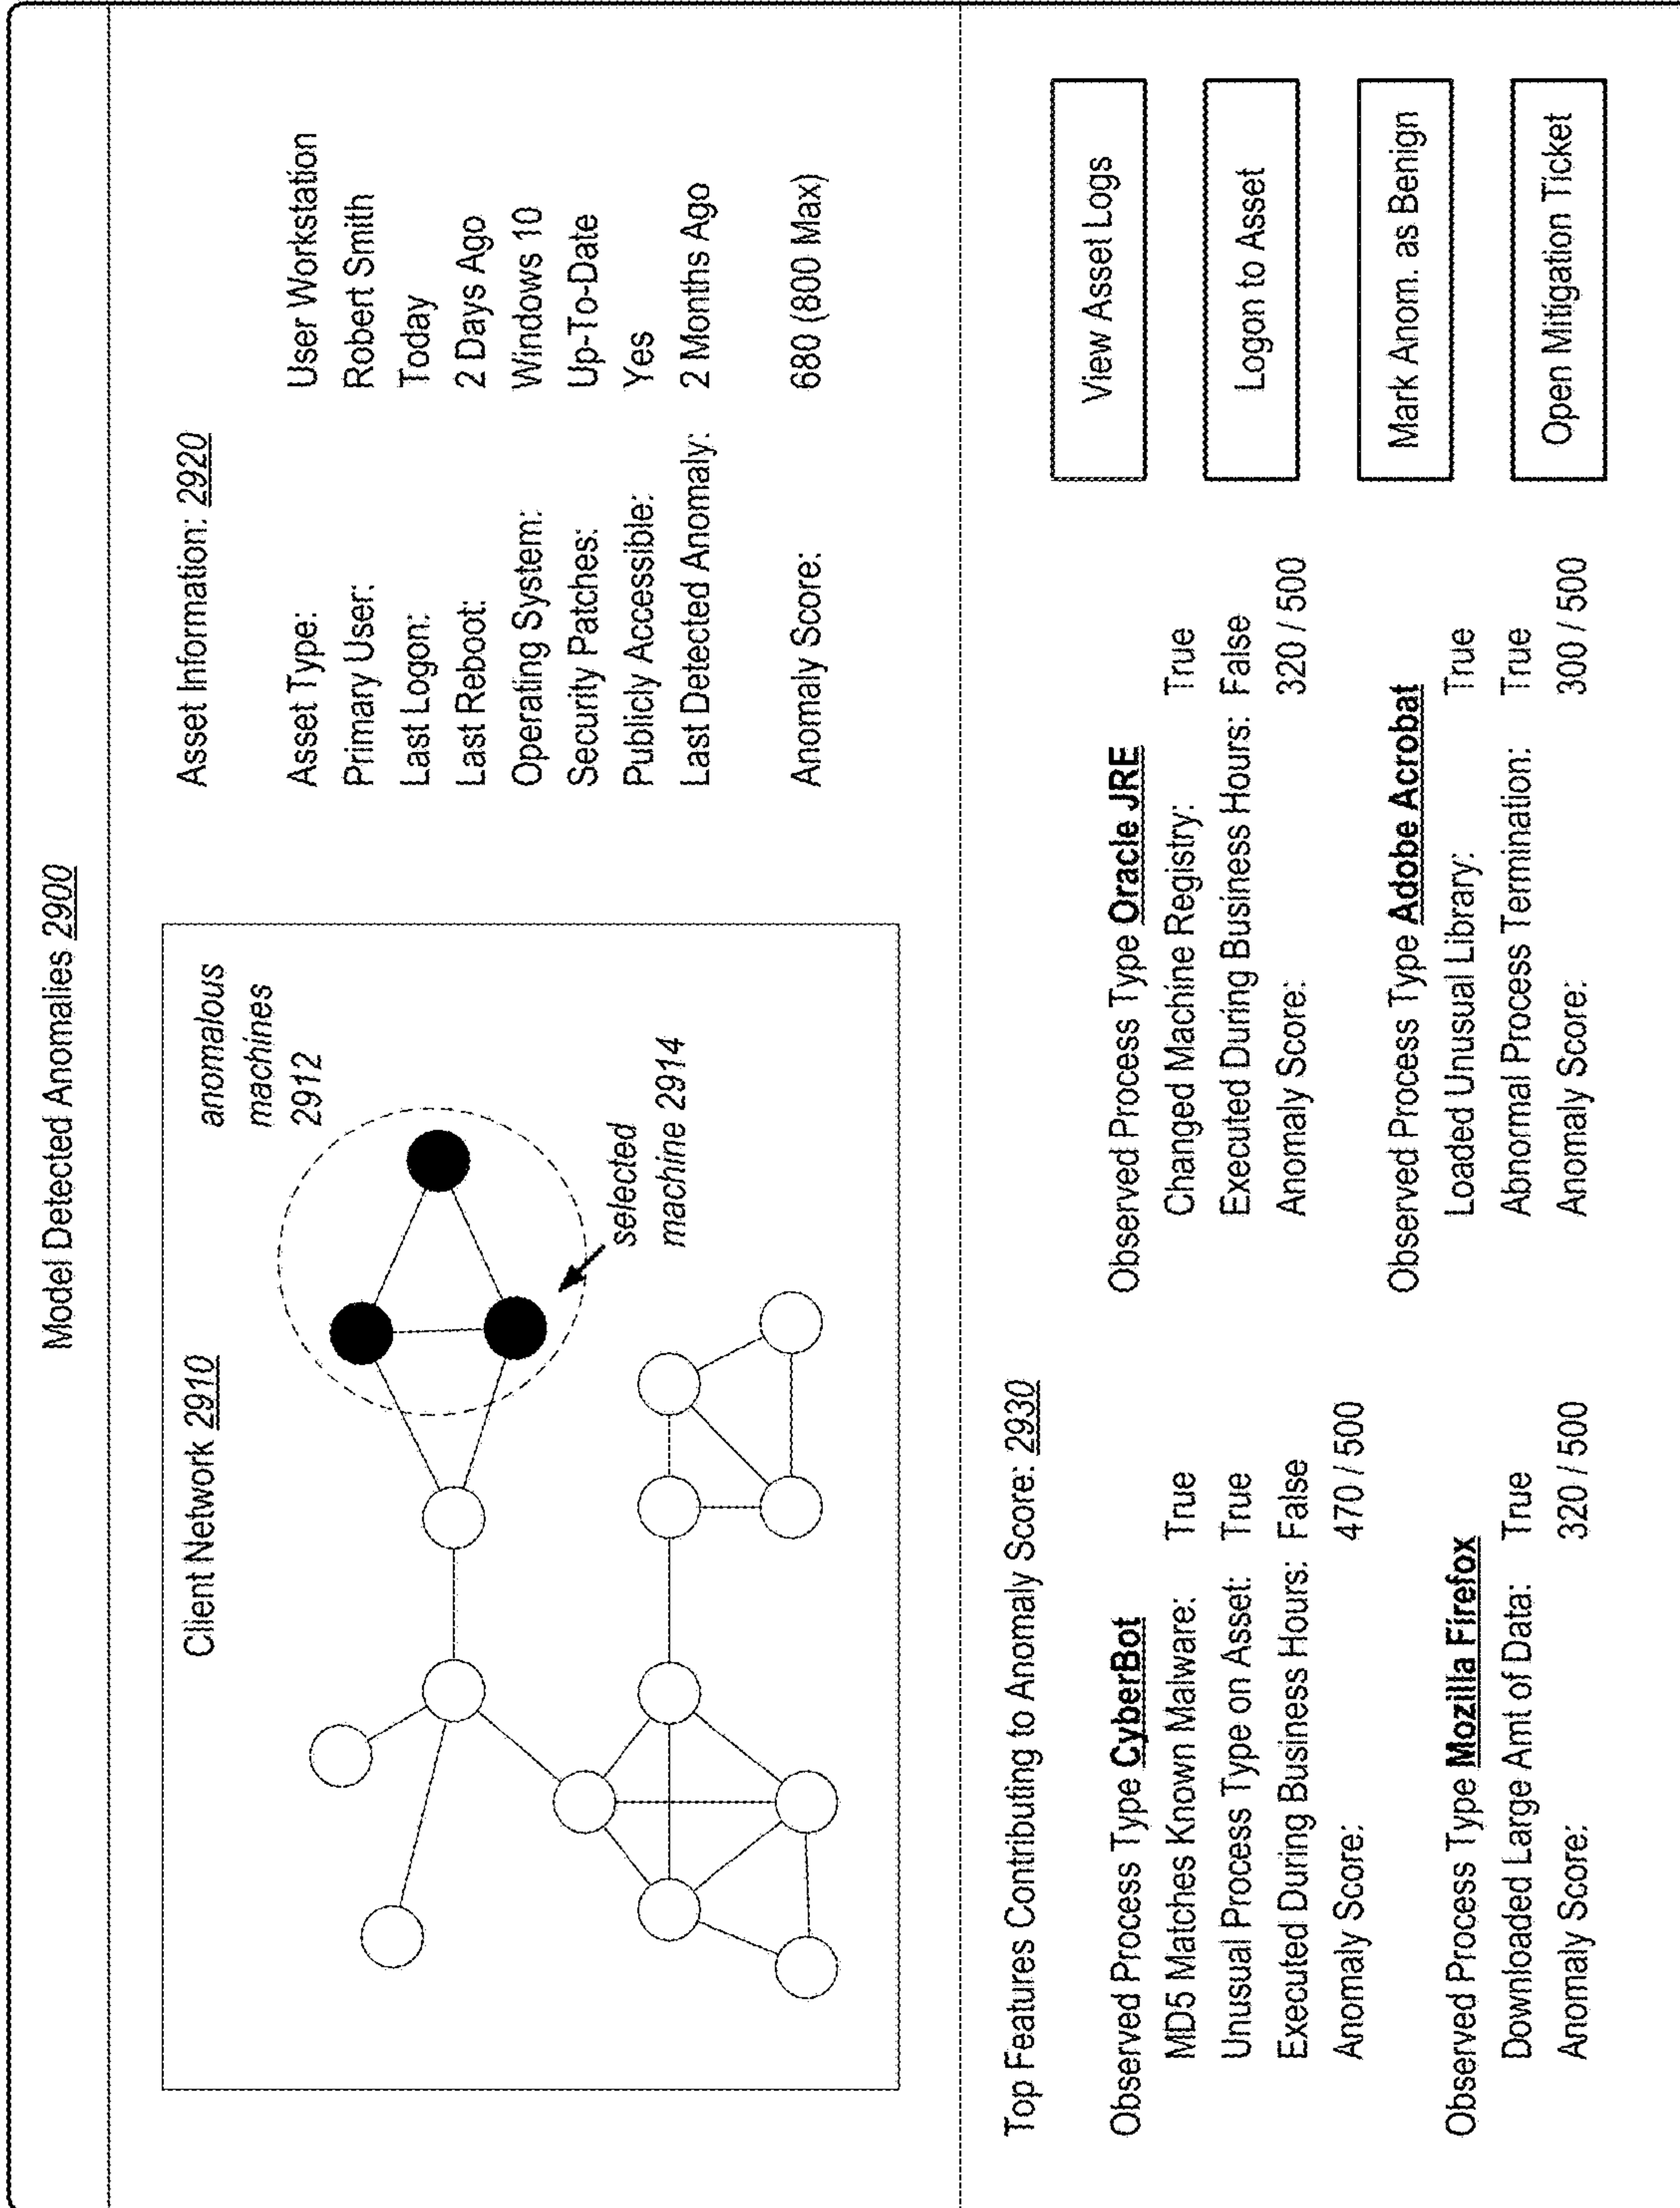 Model Detected Anomalies 2900
Client Network 2910
anomalous
machines
2912
selected
machine 2914
Asset Information: 2920
Asset Type: User Workstation
Primary User: Robert Smith
Last Logon: Today
Last Reboot: 2 Days Ago
Operating System: Windows 10
Security Patches: Up-To-Date
Publicly Accessible: Yes
Last Detected Anomaly: 2 Months Ago
Anomaly Score: 680 (800 Max)
Top Features Contributing to Anomaly Score: 2930
Observed Process Type CyberBot
MD5 Matches Known Malware: True
Unusual Process Type on Asset: True
Executed During Business Hours: False
Anomaly Score: 470 / 500
Observed Process Type Mozilla Firefox
Downloaded Large Amt of Data: True
Anomaly Score: 320 / 500
Observed Process Type Oracle JRE
Changed Machine Registry: True
Executed During Business Hours: False
Anomaly Score: 320 / 500
Observed Process Type Adobe Acrobat
Loaded Unusual Library: True
Abnormal Process Termination: True
Anomaly Score: 300 / 500
View Asset Logs
Logon to Asset
Mark Anom. as Benign
Open Mitigation Ticket